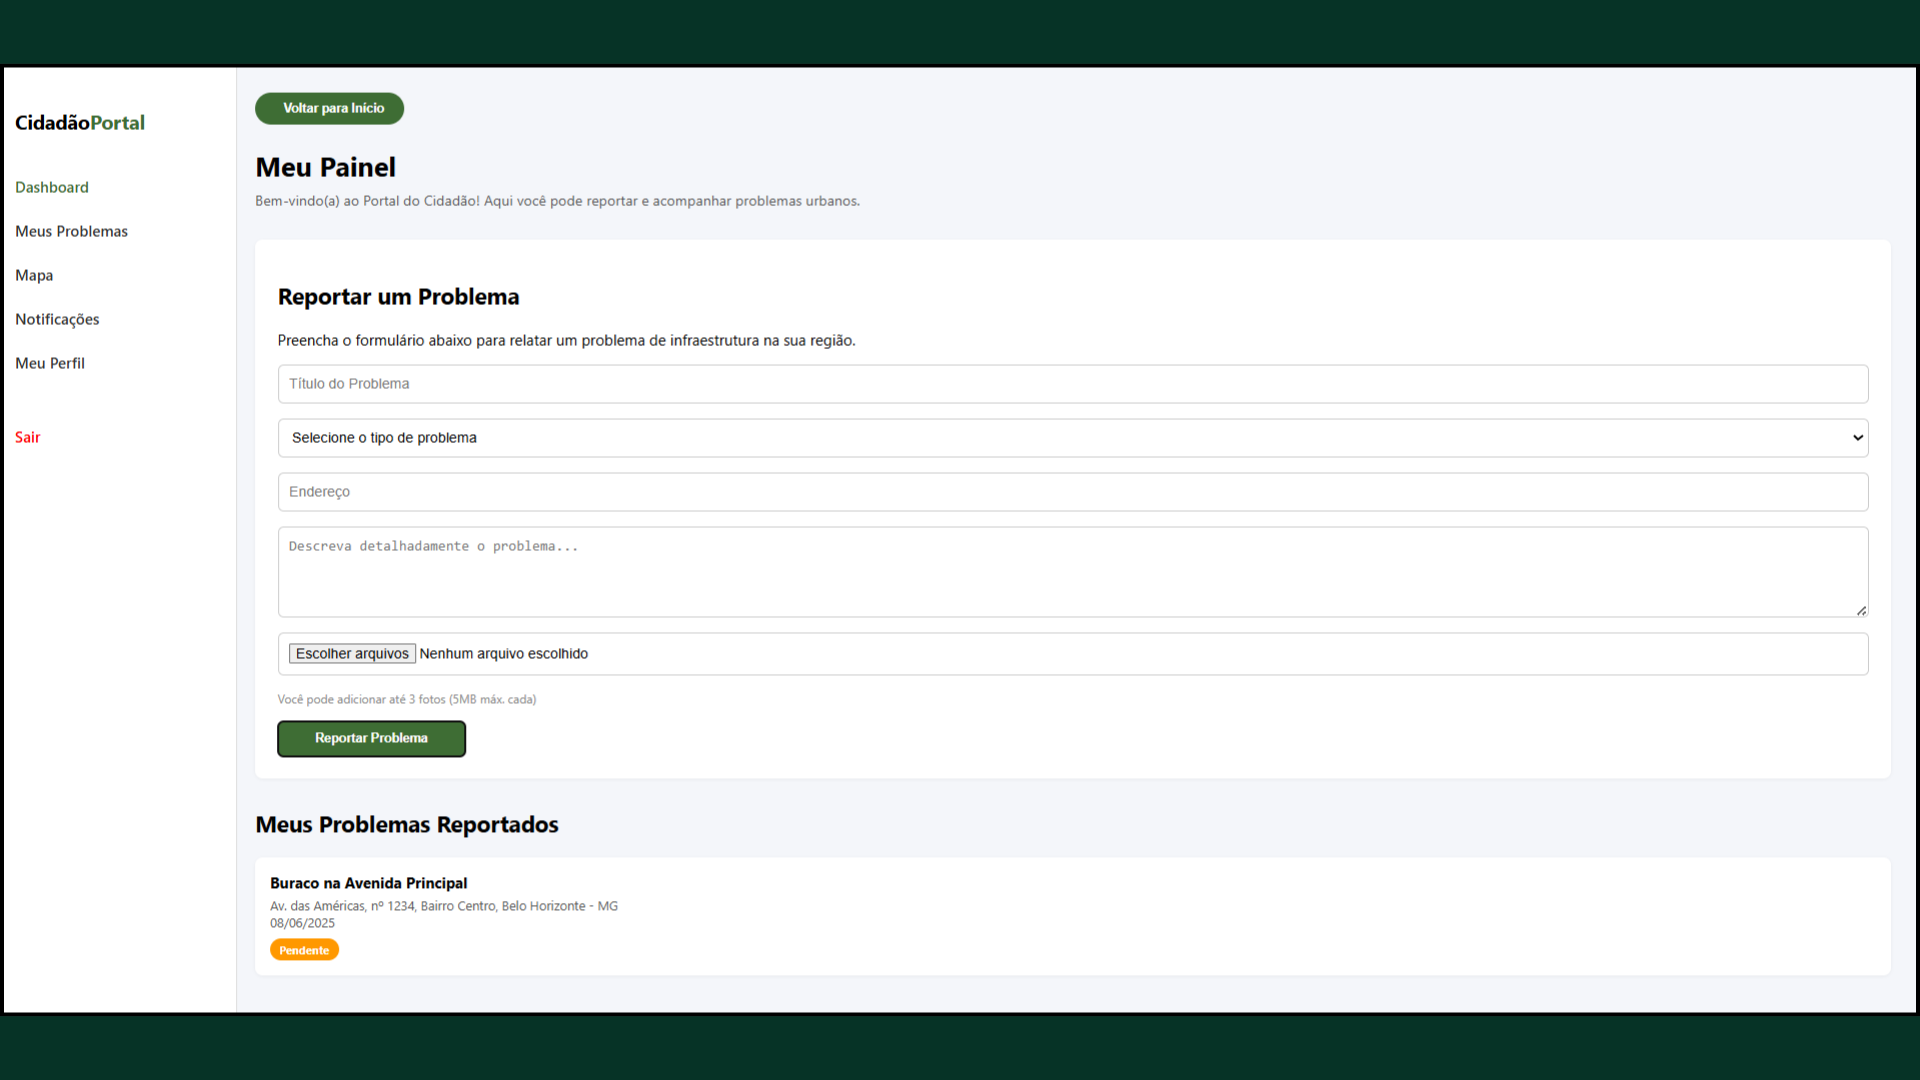 CidadãoPortal
Dashboard
Meus Problemas
Mapa
Notificações
Meu Perfil
Sair
Voltar para Início
Meu Painel
Bem-vindo(a) ao Portal do Cidadão! Aqui você pode reportar e acompanhar problemas urbanos.
Reportar um Problema
Preencha o formulário abaixo para relatar um problema de infraestrutura na sua região.
Título do Problema
Selecione o tipo de problema
Endereço
Descreva detalhadamente o problema...
Escolher arquivos Nenhum arquivo escolhido
Você pode adicionar até 3 fotos (5MB máx. cada)
Reportar Problema
Meus Problemas Reportados
Buraco na Avenida Principal
Av. das Américas, nº 1234, Bairro Centro, Belo Horizonte - MG
08/06/2025
Pendente